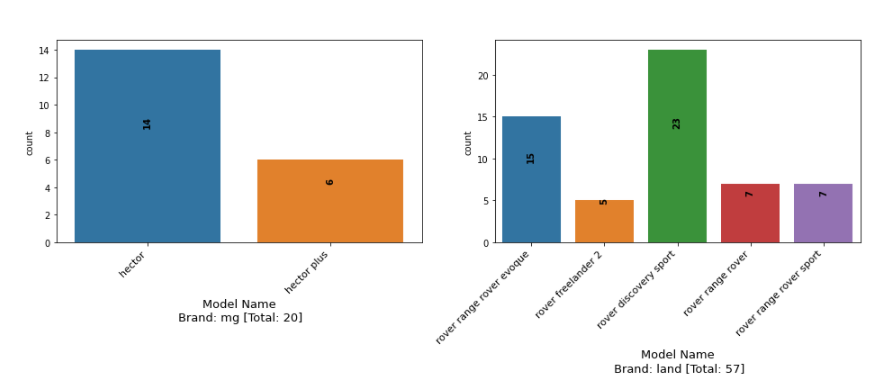 14
12
10
8
6
4
2
0
count
14
6
hector
hector plus
Model Name
Brand: mg [Total: 20]
20
15
10
5
0
count
15
5
23
7
7
rover range rover evoque
rover freelander 2
rover discovery sport
rover range rover
rover range rover sport
Model Name
Brand: land [Total: 57]